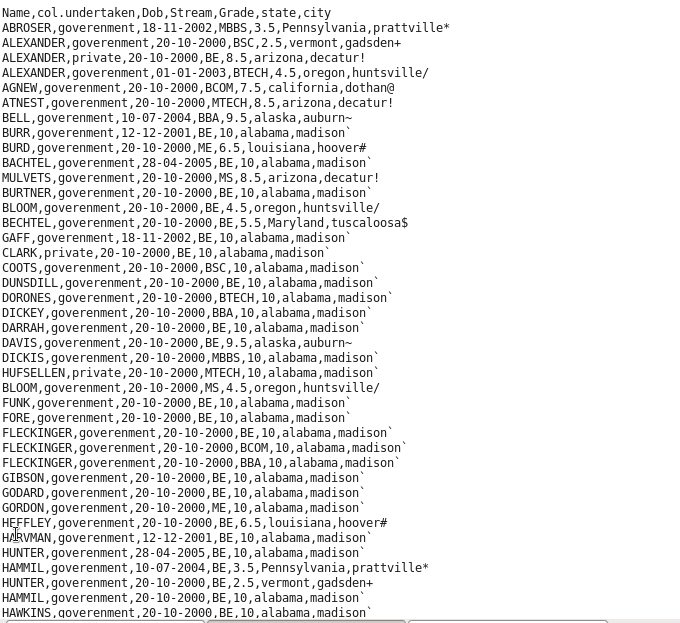 Name,col.undertaken,Dob,Stream,Grade,state,city
ABROSER,goverenment,18-11-2002,MBBS,3.5,Pennsylvania,prattville*
ALEXANDER,goverenment,20-10-2000,BSC,2.5,vermont,gadsden+
ALEXANDER,private,20-10-2000,BE,8.5,arizona,decatur!
ALEXANDER,goverenment,01-01-2003,BTECH,4.5,oregon,huntsville/
AGNEW,goverenment,20-10-2000,BCOM,7.5,california,dothan@
ATNEST,goverenment,20-10-2000,MTECH,8.5,arizona,decatur!
BELL,goverenment,10-07-2004,BBA,9.5,alaska,auburn~
BURR,goverenment,12-12-2001,BE,10,alabama,madison`
BURD,goverenment,20-10-2000,ME,6.5,louisiana,hoover#
BACHTEL,goverenment,28-04-2005,BE,10,alabama,madison`
MULVETS,goverenment,20-10-2000,MS,8.5,arizona,decatur!
BURTNER,goverenment,20-10-2000,BE,10,alabama,madison`
BLOOM,goverenment,20-10-2000,BE,4.5,oregon,huntsville/
BECHTEL,goverenment,20-10-2000,BE,5.5,Maryland,tuscaloosa$
GAFF,goverenment,18-11-2002,BE,10,alabama,madison`
CLARK,private,20-10-2000,BE,10,alabama,madison`
COOTS,goverenment,20-10-2000,BSC,10,alabama,madison`
DUNSDILL,goverenment,20-10-2000,BE,10,alabama,madison`
DORONES,goverenment,20-10-2000,BTECH,10,alabama,madison`
DICKEY,goverenment,20-10-2000,BBA,10,alabama,madison`
DARRAH,goverenment,20-10-2000,BE,10,alabama,madison`
DAVIS,goverenment,20-10-2000,BE,9.5,alaska,auburn~
DICKIS,goverenment,20-10-2000,MBBS,10,alabama,madison`
HUFSELLEN,private,20-10-2000,MTECH,10,alabama,madison`
BLOOM,goverenment,20-10-2000,MS,4.5,oregon,huntsville/
FUNK,goverenment,20-10-2000,BE,10,alabama,madison`
FORE,goverenment,20-10-2000,BE,10,alabama,madison`
FLECKINGER,goverenment,20-10-2000,BE,10,alabama,madison`
FLECKINGER,goverenment,20-10-2000,BCOM,10,alabama,madison`
FLECKINGER,goverenment,20-10-2000,BBA,10,alabama,madison`
GIBSON,goverenment,20-10-2000,BE,10,alabama,madison`
GODARD,goverenment,20-10-2000,BE,10,alabama,madison`
GORDON,goverenment,20-10-2000,ME,10,alabama,madison`
HEFFLEY,goverenment,20-10-2000,BE,6.5,louisiana,hoover#
HARVMAN,goverenment,12-12-2001,BE,10,alabama,madison`
HUNTER,goverenment,28-04-2005,BE,10,alabama,madison`
HAMMIL,goverenment,10-07-2004,BE,3.5,Pennsylvania,prattville*
HUNTER,goverenment,20-10-2000,BE,2.5,vermont,gadsden+
HAMMIL,goverenment,20-10-2000,BE,10,alabama,madison`
HAWKINS,goverenment,20-10-2000,BE,10,alabama,madison`